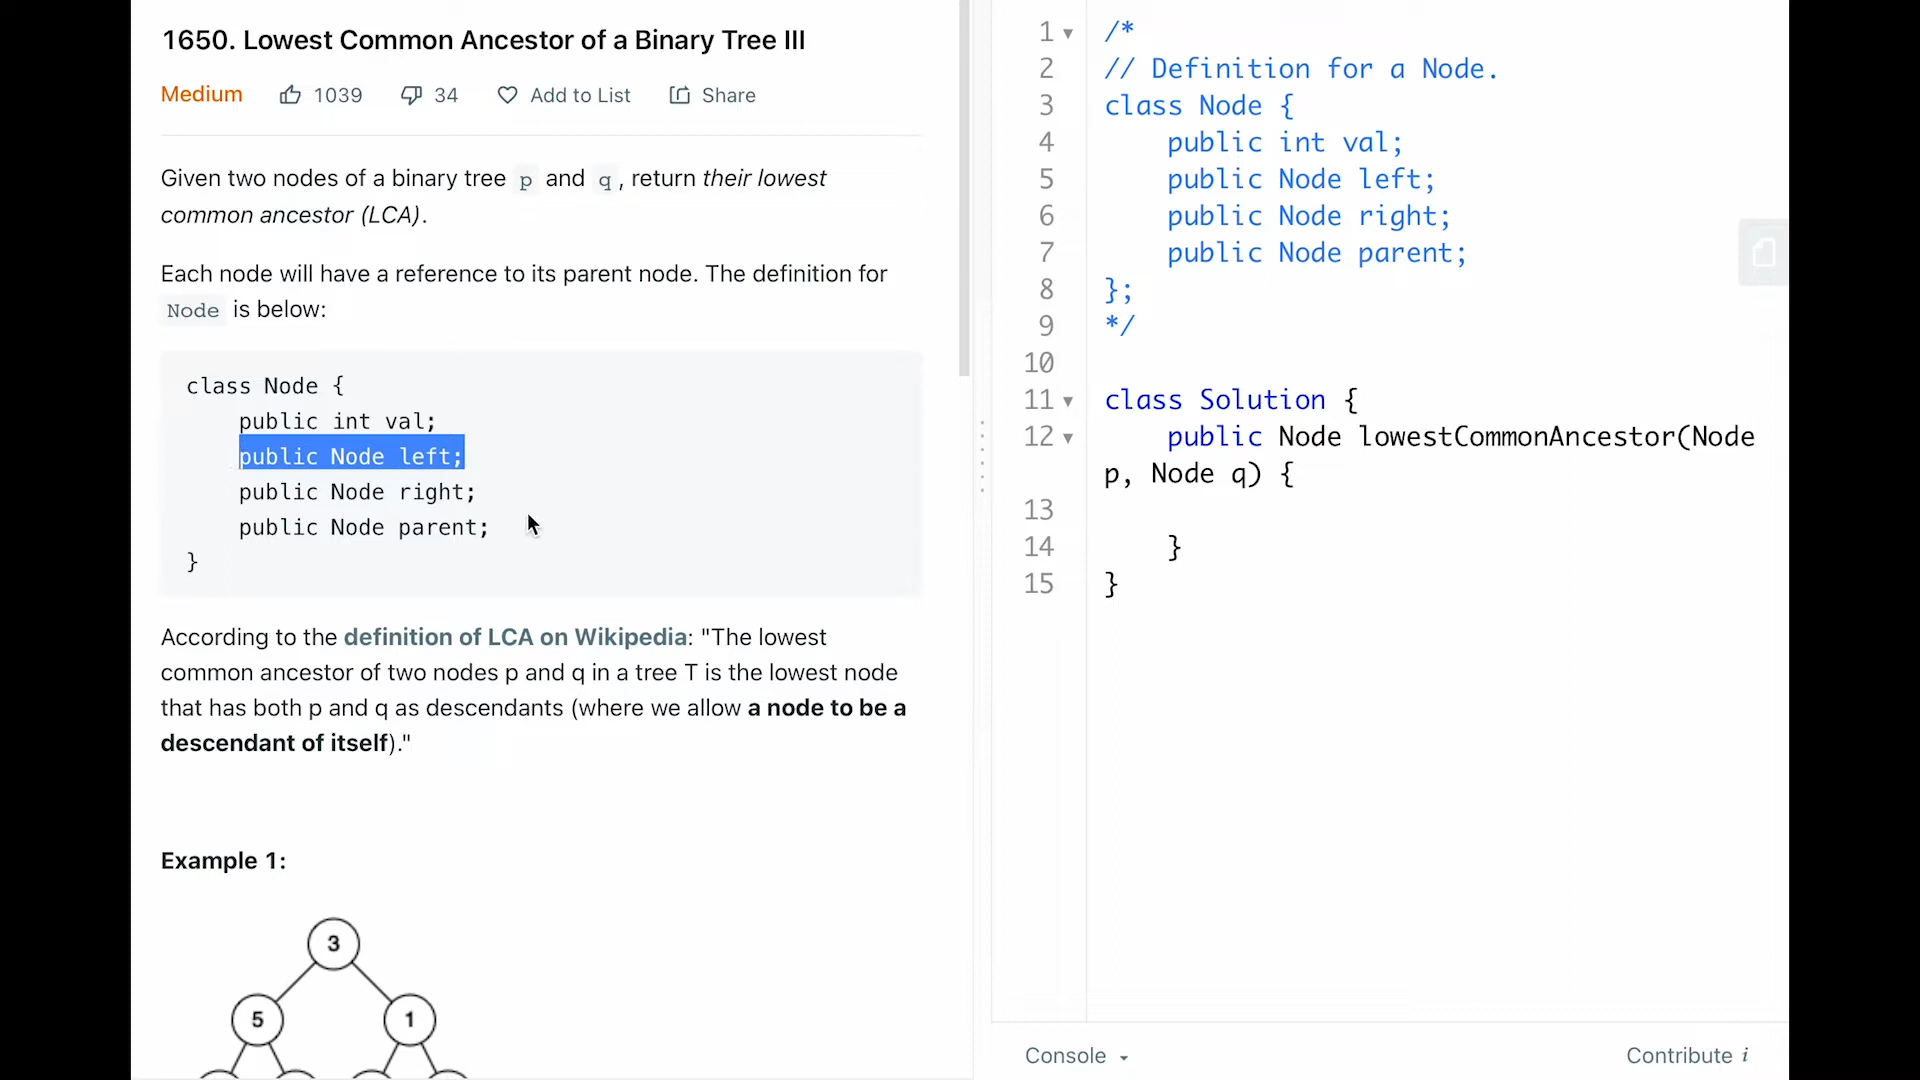 1650. Lowest Common Ancestor of a Binary Tree III
Medium 1039 34 Add to List Share
Given two nodes of a binary tree p and q , return their lowest
common ancestor (LCA).
Each node will have a reference to its parent node. The definition for
Node is below:
class Node {
    public int val;
    public Node left;
    public Node right;
    public Node parent;
}
According to the definition of LCA on Wikipedia: "The lowest
common ancestor of two nodes p and q in a tree T is the lowest node
that has both p and q as descendants (where we allow a node to be a
descendant of itself)."
Example 1:
3
5 1
1 /*
2 // Definition for a Node.
3 class Node {
4     public int val;
5     public Node left;
6     public Node right;
7     public Node parent;
8 };
9 */
10
11 class Solution {
12     public Node lowestCommonAncestor(Node
p, Node q) {
13
14     }
15 }
Console Contribute i